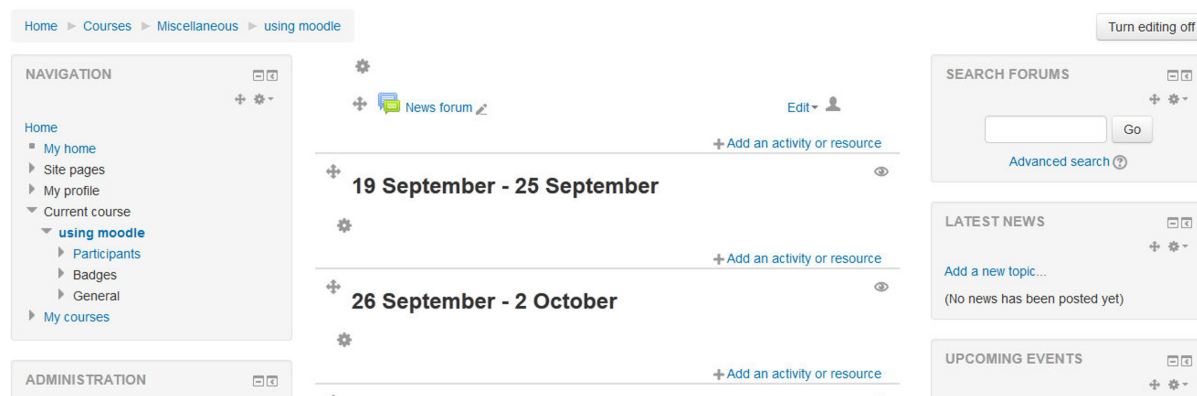 Home Courses Miscellaneous using moodle
Turn editing off
NAVIGATION
Home
My home
Site pages
My profile
Current course
using moodle
Participants
Badges
General
My courses
ADMINISTRATION
News forum
Edit
Add an activity or resource
19 September - 25 September
Add an activity or resource
26 September - 2 October
Add an activity or resource
SEARCH FORUMS
Go
Advanced search ?
LATEST NEWS
Add a new topic...
(No news has been posted yet)
UPCOMING EVENTS